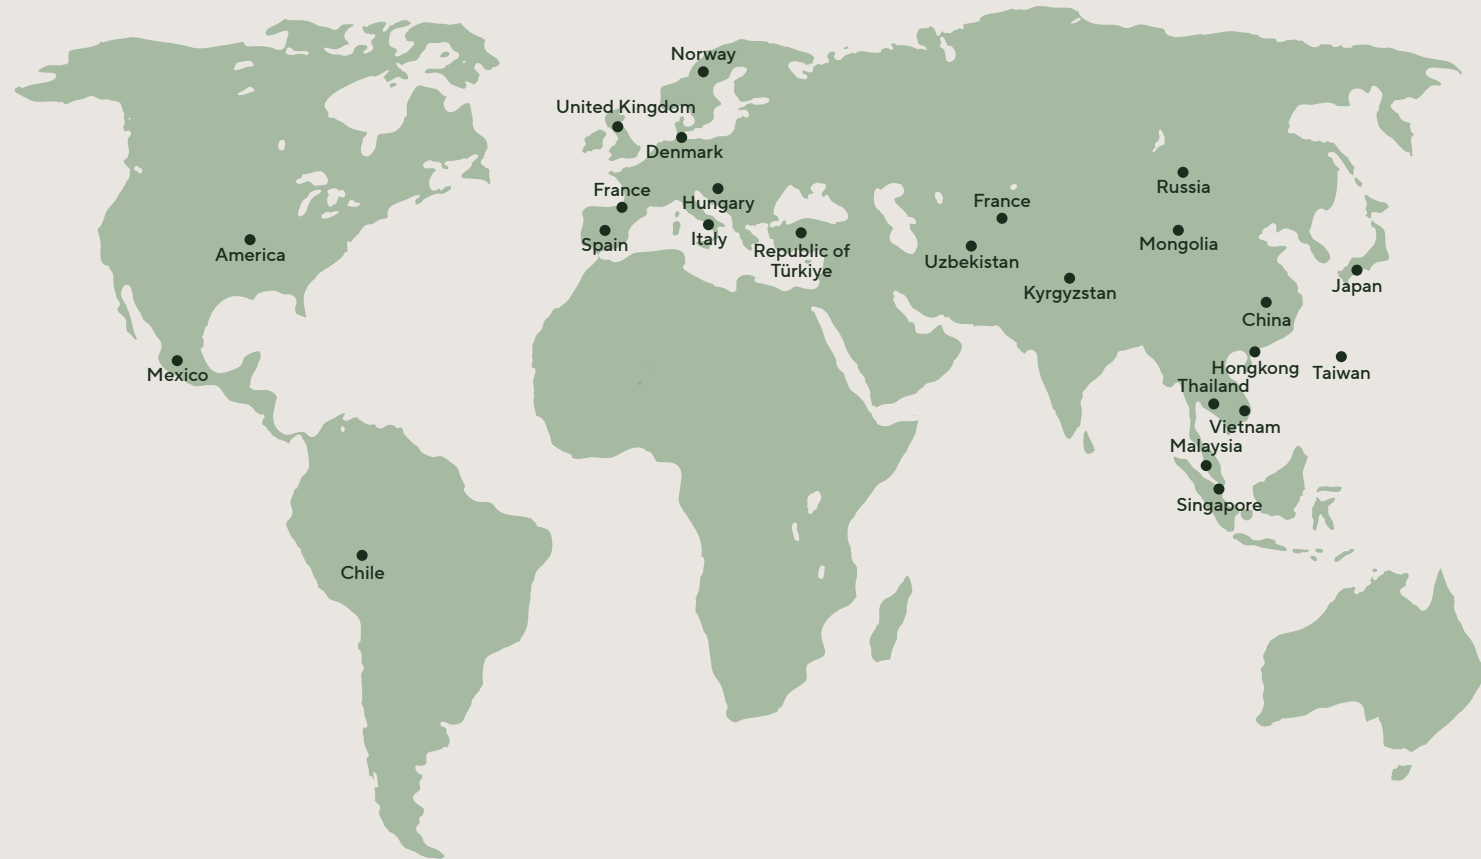 Norway
United Kingdom
Denmark
France
Hungary
Spain
Italy
Republic of
Türkiye
America
Mexico
Chile
Russia
France
Mongolia
Uzbekistan
Kyrgyzstan
Japan
China
Hongkong
Taiwan
Thailand
Vietnam
Malaysia
Singapore